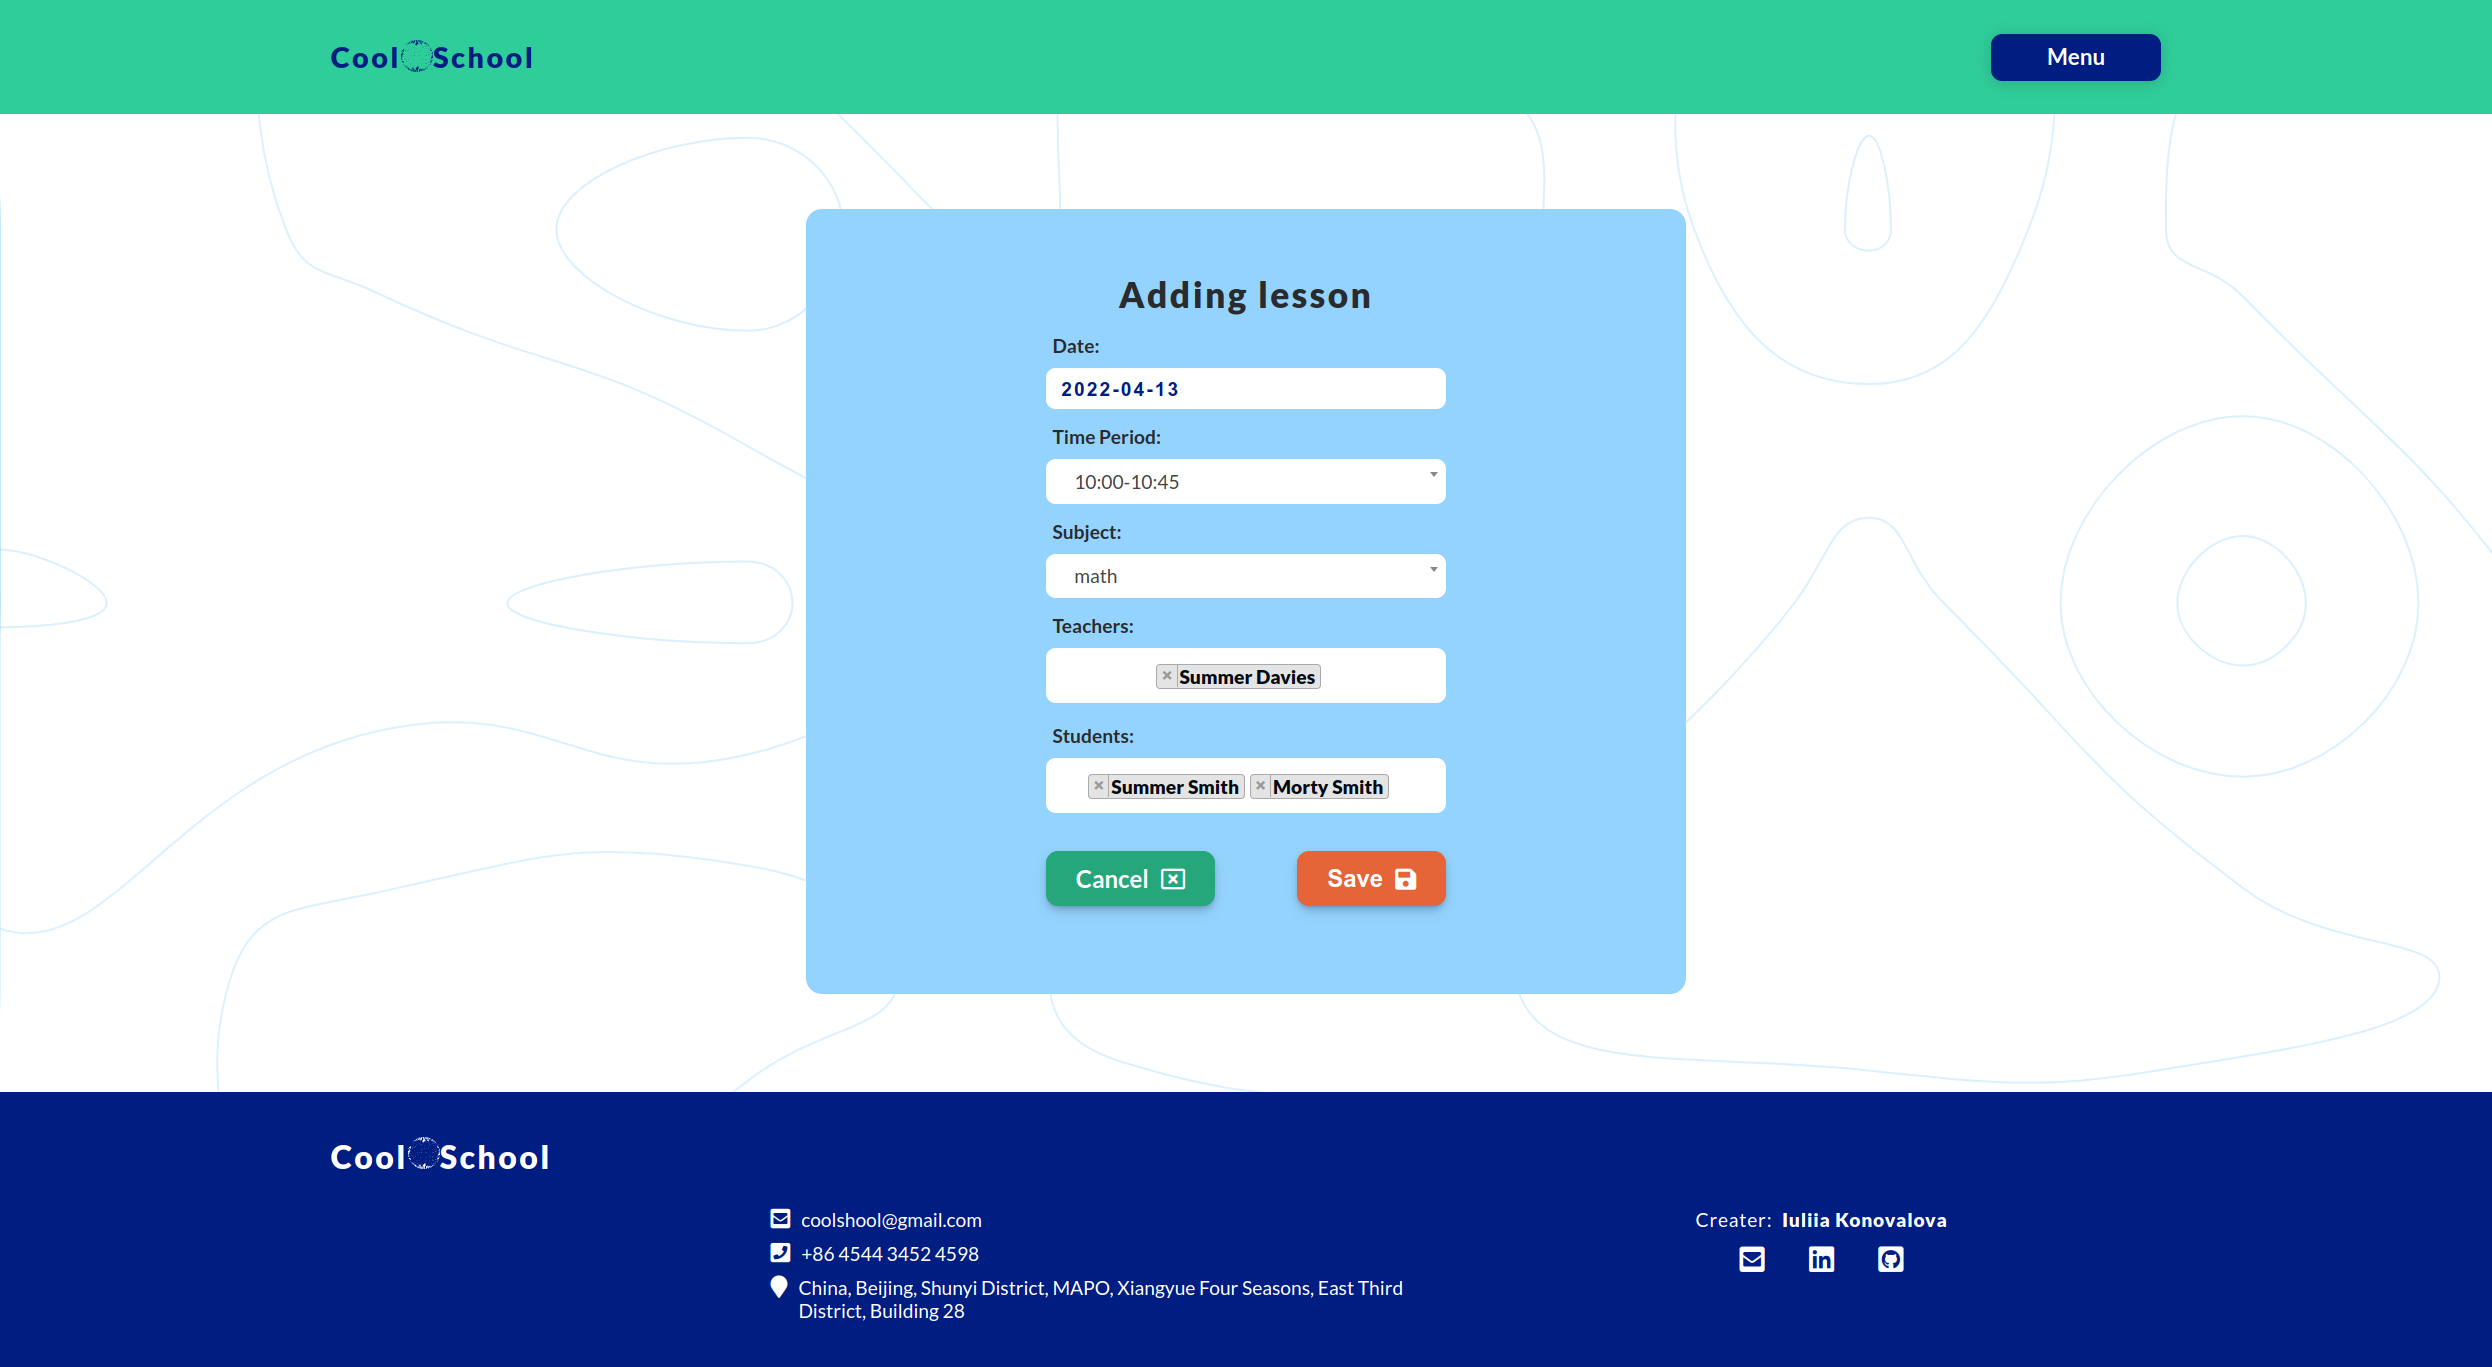 Cool School
Menu
Adding lesson
Date:
2022-04-13
Time Period:
10:00-10:45
Subject:
math
Teachers:
× Summer Davies
Students:
× Summer Smith × Morty Smith
Cancel
Save
Cool School
coolshool@gmail.com
+86 4544 3452 4598
China, Beijing, Shunyi District, MAPO, Xiangyue Four Seasons, East Third
District, Building 28
Creater: Iuliia Konovalova
in